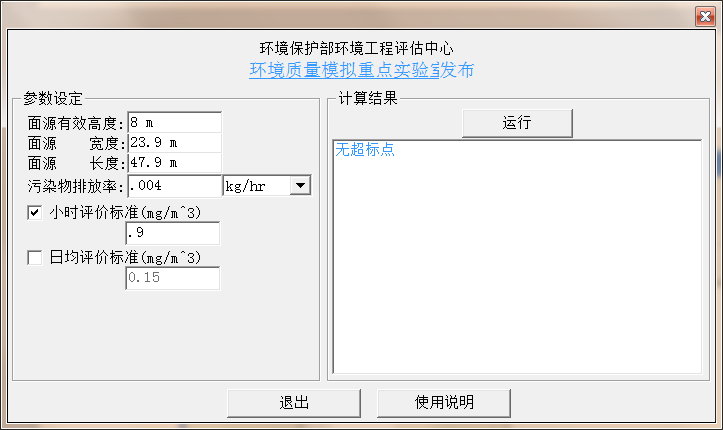 环境保护部环境工程评估中心
环境质量模拟重点实验室发布
参数设定
面源有效高度: 8 m
面源 宽度: 23.9 m
面源 长度: 47.9 m
污染物排放率: .004 kg/hr
小时评价标准(mg/m^3)
.9
日均评价标准(mg/m^3)
0.15
计算结果
运行
无超标点
退出
使用说明